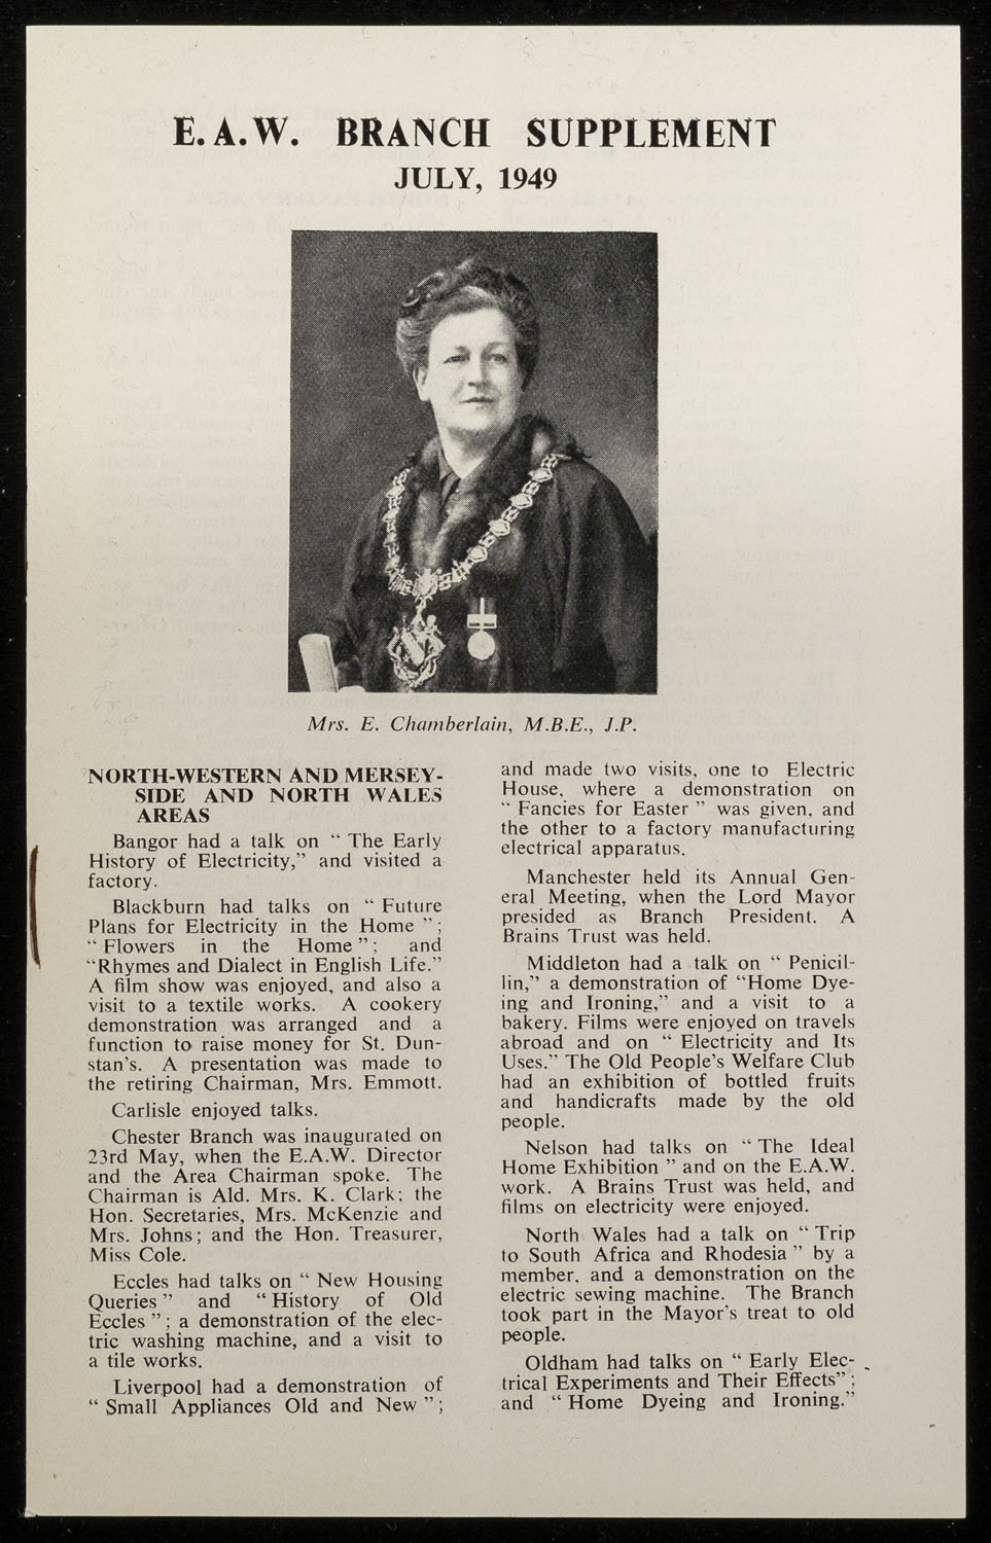 E.A.W. BRANCH SUPPLEMENT
JULY, 1949
Mrs. E. Chamberlain, M.B.E., J.P.
NORTH-WESTERN AND MERSEY-
SIDE AND NORTH WALES
AREAS
Bangor had a talk on “ The Early
History of Electricity,” and visited a
factory.
Blackburn had talks on “ Future
Plans for Electricity in the Home ” ;
“ Flowers in the Home ” ; and
“Rhymes and Dialect in English Life.”
A film show was enjoyed, and also a
visit to a textile works. A cookery
demonstration was arranged and a
function to raise money for St. Dun-
stan's. A presentation was made to
the retiring Chairman, Mrs. Emmott.
Carlisle enjoyed talks.
Chester Branch was inaugurated on
23rd May, when the E.A.W. Director
and the Area Chairman spoke. The
Chairman is Ald. Mrs. K. Clark; the
Hon. Secretaries, Mrs. McKenzie and
Mrs. Johns; and the Hon. Treasurer,
Miss Cole.
Eccles had talks on “ New Housing
Queries ” and “ History of Old
Eccles ” ; a demonstration of the elec-
tric washing machine, and a visit to
a tile works.
Liverpool had a demonstration of
“ Small Appliances Old and New ” ;
and made two visits, one to Electric
House, where a demonstration on
“ Fancies for Easter ” was given, and
the other to a factory manufacturing
electrical apparatus.
Manchester held its Annual Gen-
eral Meeting, when the Lord Mayor
presided as Branch President. A
Brains Trust was held.
Middleton had a talk on “ Penicil-
lin,” a demonstration of “Home Dye-
ing and Ironing,” and a visit to a
bakery. Films were enjoyed on travels
abroad and on “ Electricity and Its
Uses.” The Old People's Welfare Club
had an exhibition of bottled fruits
and handicrafts made by the old
people.
Nelson had talks on “ The Ideal
Home Exhibition ” and on the E.A.W.
work. A Brains Trust was held, and
films on electricity were enjoyed.
North Wales had a talk on “ Trip
to South Africa and Rhodesia ” by a
member, and a demonstration on the
electric sewing machine. The Branch
took part in the Mayor's treat to old
people.
Oldham had talks on “ Early Elec-
trical Experiments and Their Effects” ;
and “ Home Dyeing and Ironing.”